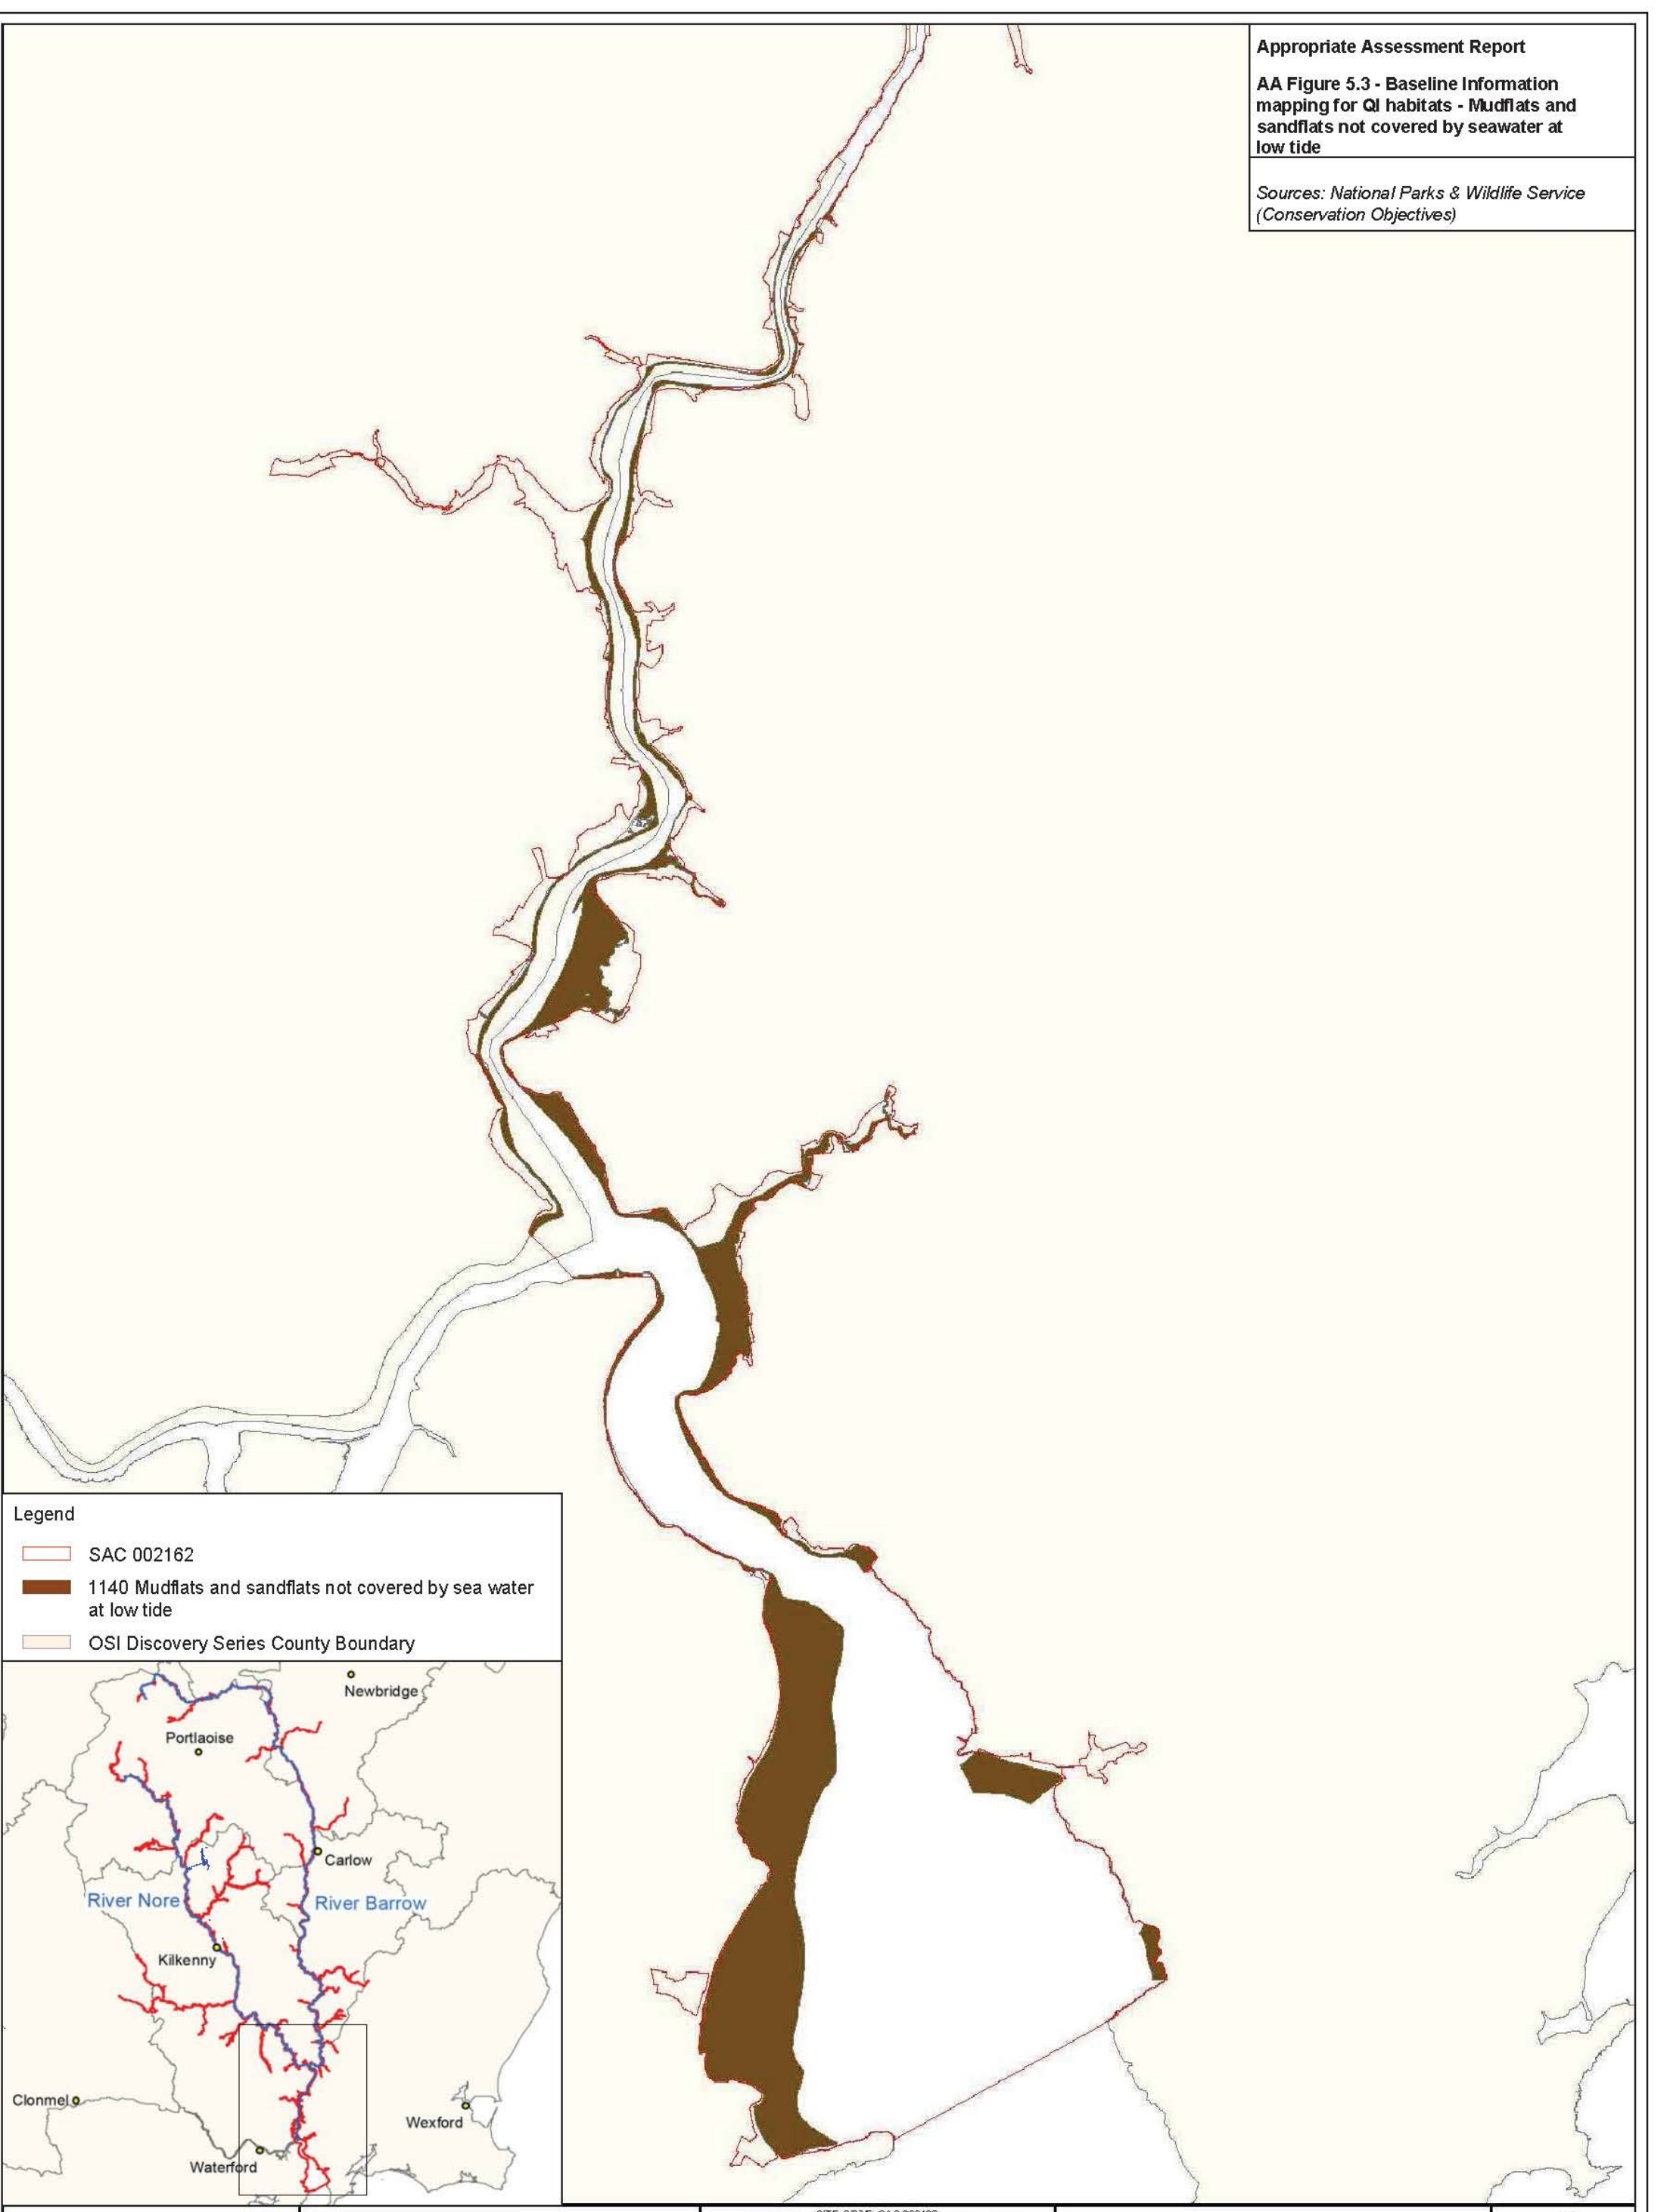 Appropriate Assessment Report
AA Figure 5.3 - Baseline Information
mapping for QI habitats - Mudflats and
sandflats not covered by seawater at
low tide
Sources: National Parks & Wildlife Service
(Conservation Objectives)
Legend
SAC 002162
1140 Mudflats and sandflats not covered by sea water
at low tide
OSI Discovery Series County Boundary
Newbridge
Portlaoise
Carlow
River Nore
River Barrow
Kilkenny
Clonmel
Wexford
Waterford